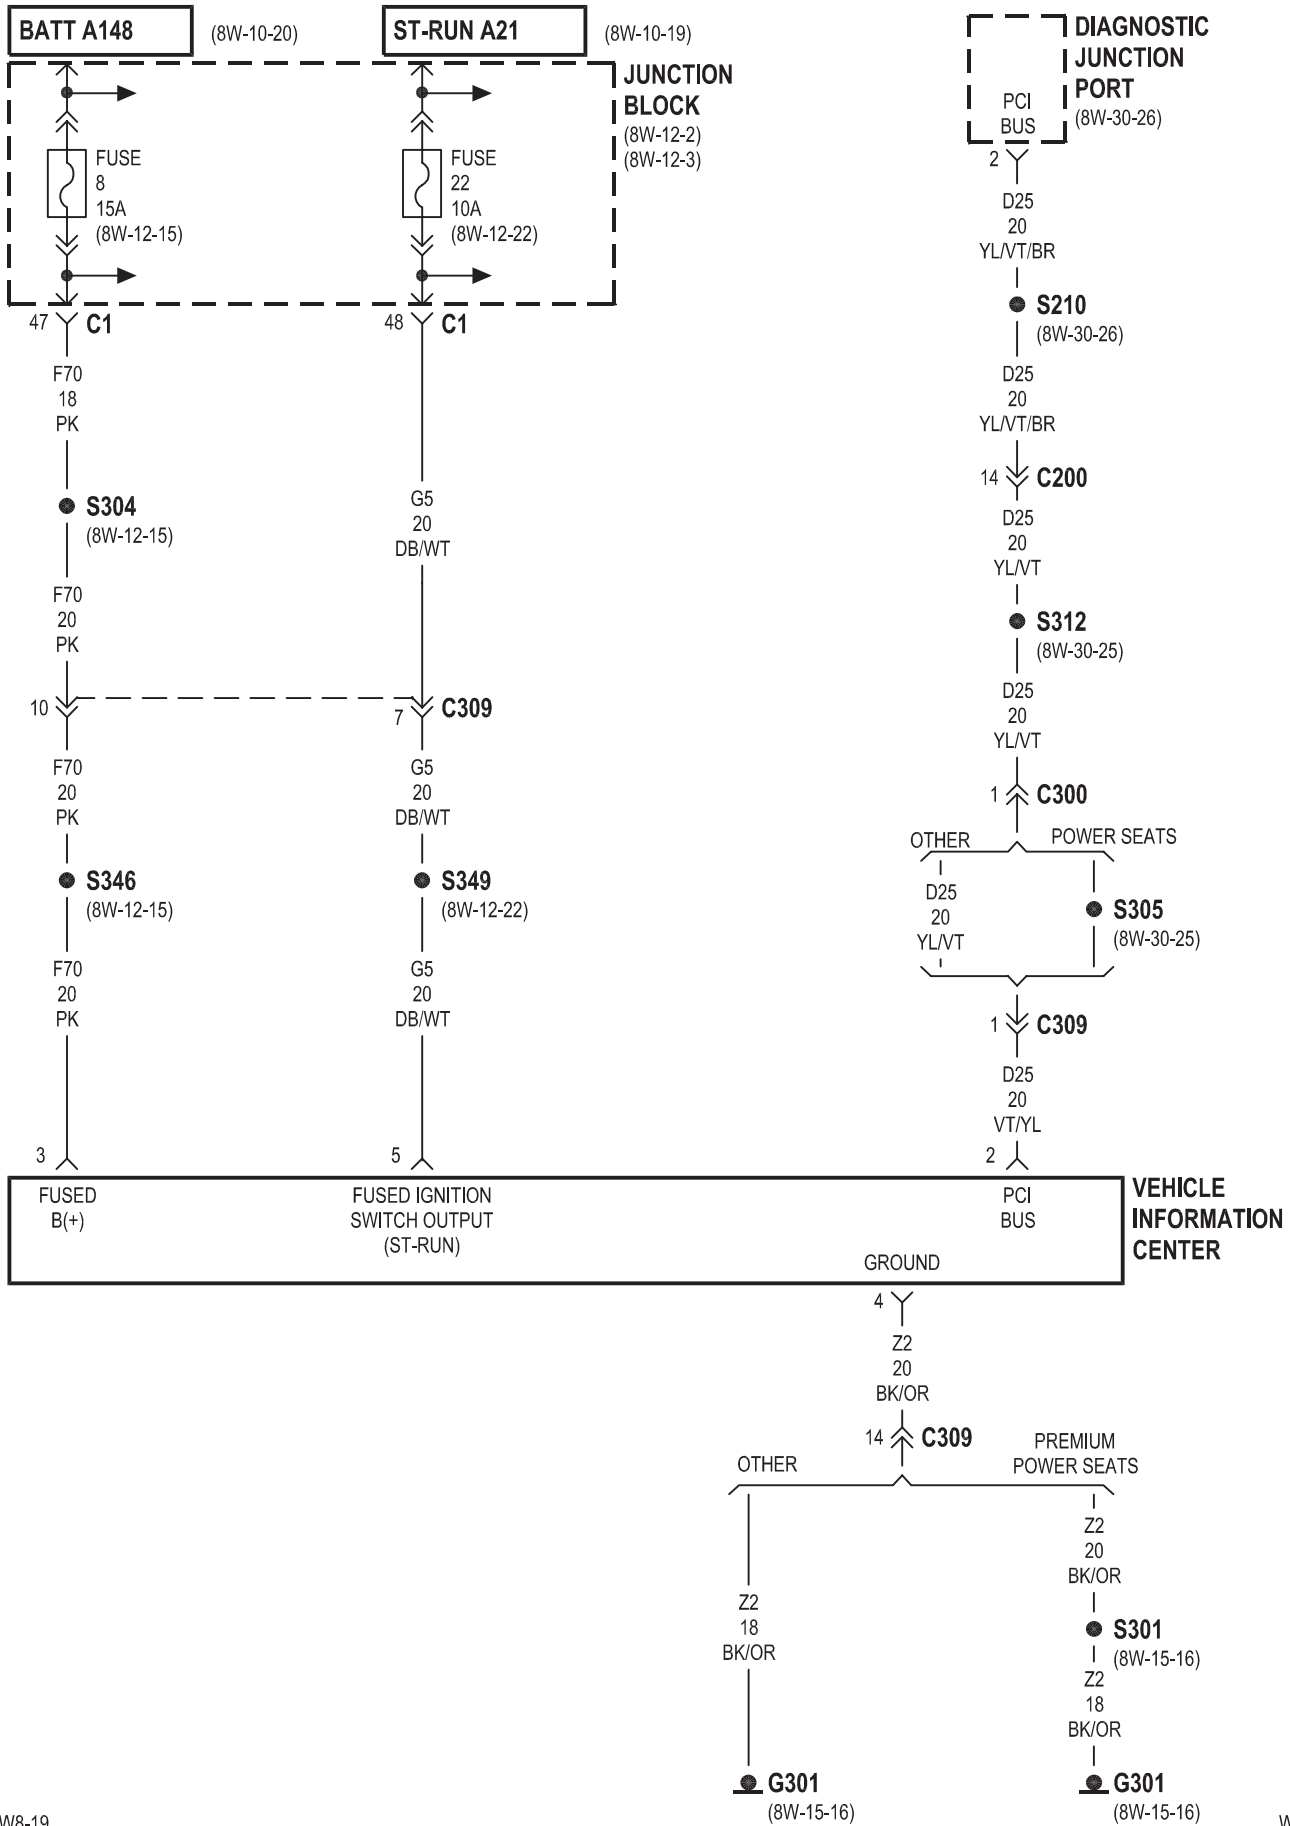 BATT A148
(8W-10-20)
ST-RUN A21
(8W-10-19)
JUNCTION
BLOCK
(8W-12-2)
(8W-12-3)
FUSE
8
15A
(8W-12-15)
FUSE
22
10A
(8W-12-22)
DIAGNOSTIC
JUNCTION
PORT
(8W-30-26)
PCI
BUS
2
D25
20
YL/VT/BR
S210
(8W-30-26)
D25
20
YL/VT/BR
14
C200
D25
20
YL/VT
S312
(8W-30-25)
D25
20
YL/VT
1
C300
OTHER
POWER SEATS
D25
20
YL/VT
S305
(8W-30-25)
1
C309
D25
20
VT/YL
2
47
C1
F70
18
PK
S304
(8W-12-15)
F70
20
PK
10
F70
20
PK
S346
(8W-12-15)
F70
20
PK
3
48
C1
G5
20
DB/WT
7
C309
G5
20
DB/WT
S349
(8W-12-22)
G5
20
DB/WT
5
FUSED
B(+)
FUSED IGNITION
SWITCH OUTPUT
(ST-RUN)
PCI
BUS
GROUND
VEHICLE
INFORMATION
CENTER
4
Z2
20
BK/OR
14
C309
OTHER
PREMIUM
POWER SEATS
Z2
18
BK/OR
G301
(8W-15-16)
Z2
20
BK/OR
S301
(8W-15-16)
Z2
18
BK/OR
G301
(8W-15-16)